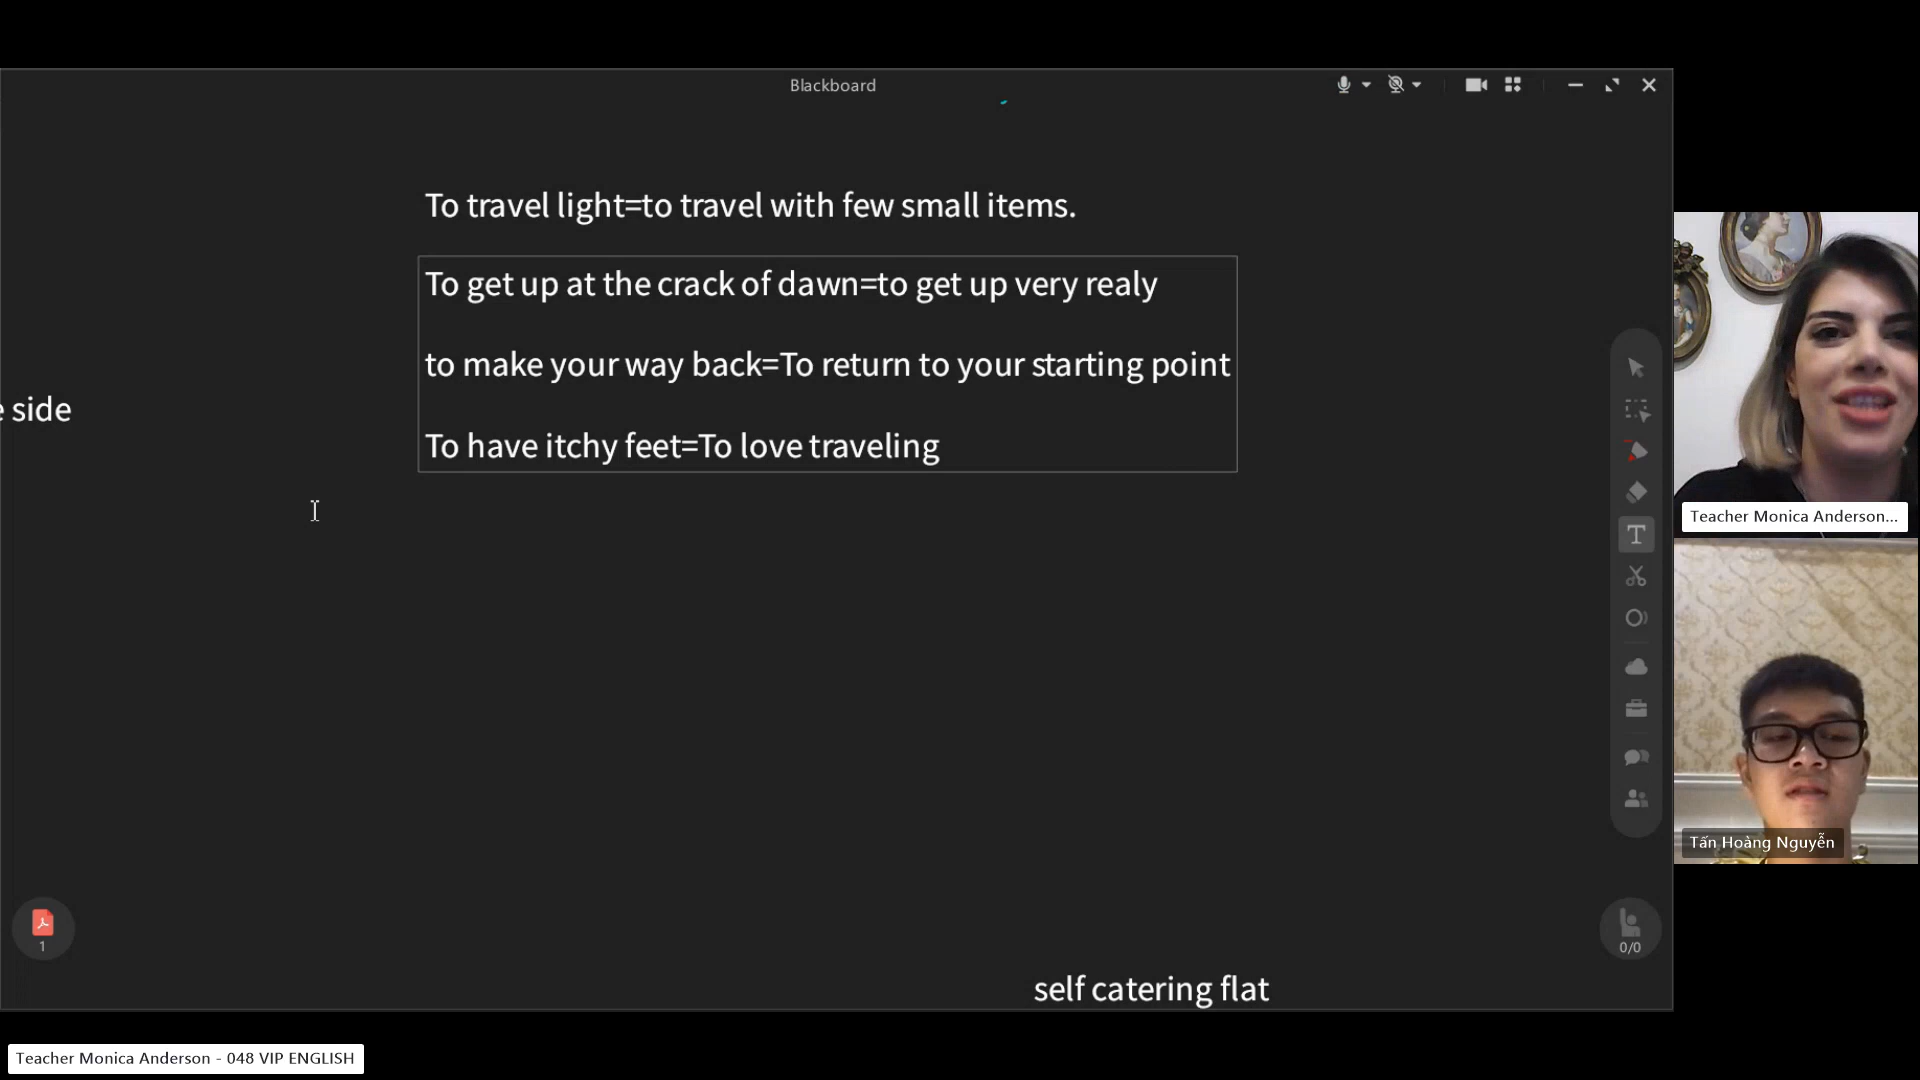 Blackboard
To travel light=to travel with few small items.
To get up at the crack of dawn=to get up very realy
to make your way back=To return to your starting point
e side
To have itchy feet=To love traveling
Teacher Monica Anderson...
Tấn Hoàng Nguyễn
1
0/0
self catering flat
Teacher Monica Anderson - 048 VIP ENGLISH